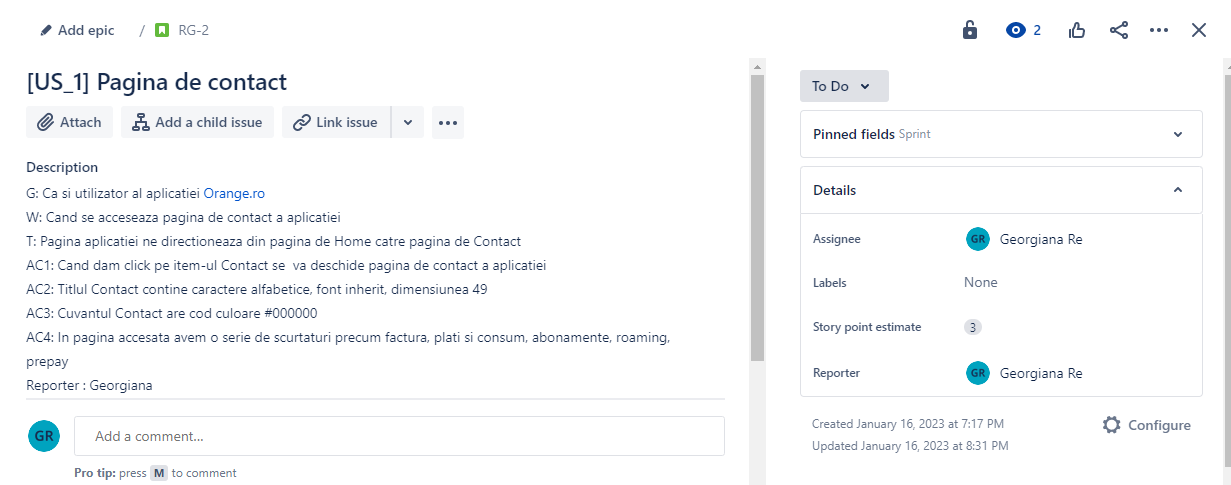 Add epic / RG-2
2
[US_1] Pagina de contact
Attach
Add a child issue
Link issue
Description
G: Ca si utilizator al aplicatiei Orange.ro
W: Cand se acceseaza pagina de contact a aplicatiei
T: Pagina aplicatiei ne directioneaza din pagina de Home catre pagina de Contact
AC1: Cand dam click pe item-ul Contact se va deschide pagina de contact a aplicatiei
AC2: Titlul Contact contine caractere alfabetice, font inherit, dimensiunea 49
AC3: Cuvantul Contact are cod culoare #000000
AC4: In pagina accesata avem o serie de scurtaturi precum factura, plati si consum, abonamente, roaming,
prepay
Reporter : Georgiana
GR
Add a comment...
Pro tip: press M to comment
To Do
Pinned fields Sprint
Details
Assignee GR Georgiana Re
Labels None
Story point estimate 3
Reporter GR Georgiana Re
Created January 16, 2023 at 7:17 PM
Updated January 16, 2023 at 8:31 PM
Configure